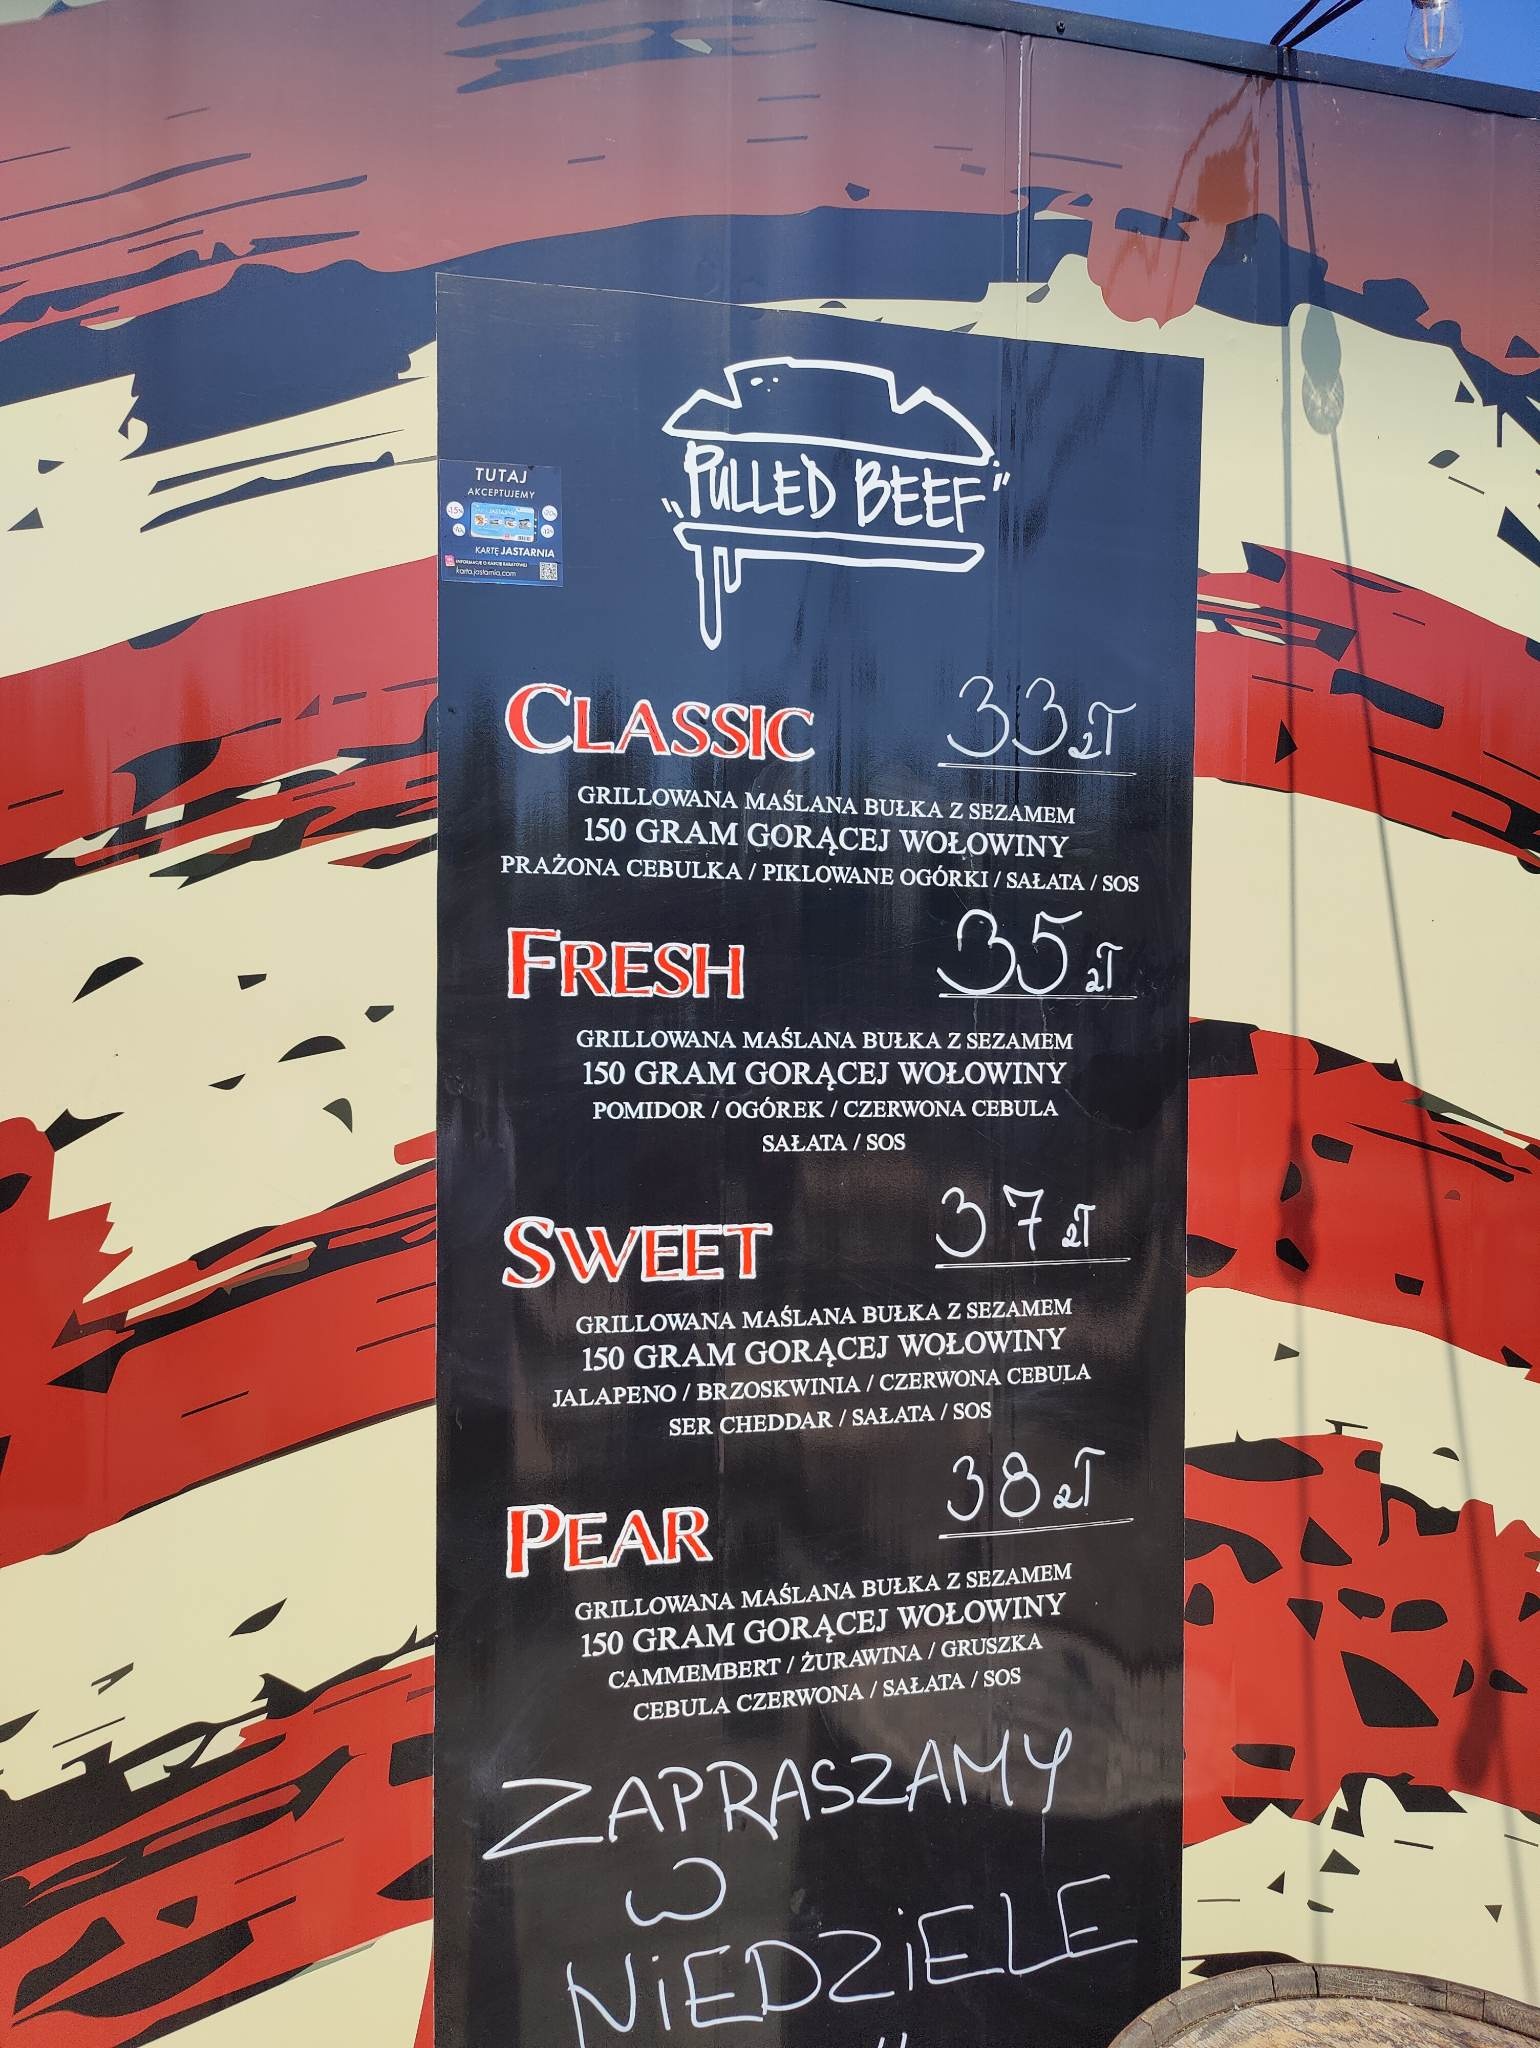 TUTAJ
AKCEPTUJEMY
KARTĘ JASTARNIA
karta.jastarnia.com
„PULLED BEEF"
CLASSIC 33 zł
GRILLOWANA MAŚLANA BUŁKA Z SEZAMEM
150 GRAM GORĄCEJ WOŁOWINY
PRAŻONA CEBULKA / PIKLOWANE OGÓRKI / SAŁATA / SOS
FRESH 35 zł
GRILLOWANA MAŚLANA BUŁKA Z SEZAMEM
150 GRAM GORĄCEJ WOŁOWINY
POMIDOR / OGÓREK / CZERWONA CEBULA
SAŁATA / SOS
SWEET 37 zł
GRILLOWANA MAŚLANA BUŁKA Z SEZAMEM
150 GRAM GORĄCEJ WOŁOWINY
JALAPENO / BRZOSKWINIA / CZERWONA CEBULA
SER CHEDDAR / SAŁATA / SOS
PEAR 38 zł
GRILLOWANA MAŚLANA BUŁKA Z SEZAMEM
150 GRAM GORĄCEJ WOŁOWINY
CAMMEMBERT / ŻURAWINA / GRUSZKA
CEBULA CZERWONA / SAŁATA / SOS
ZAPRASZAMY
W
NIEDZIELE